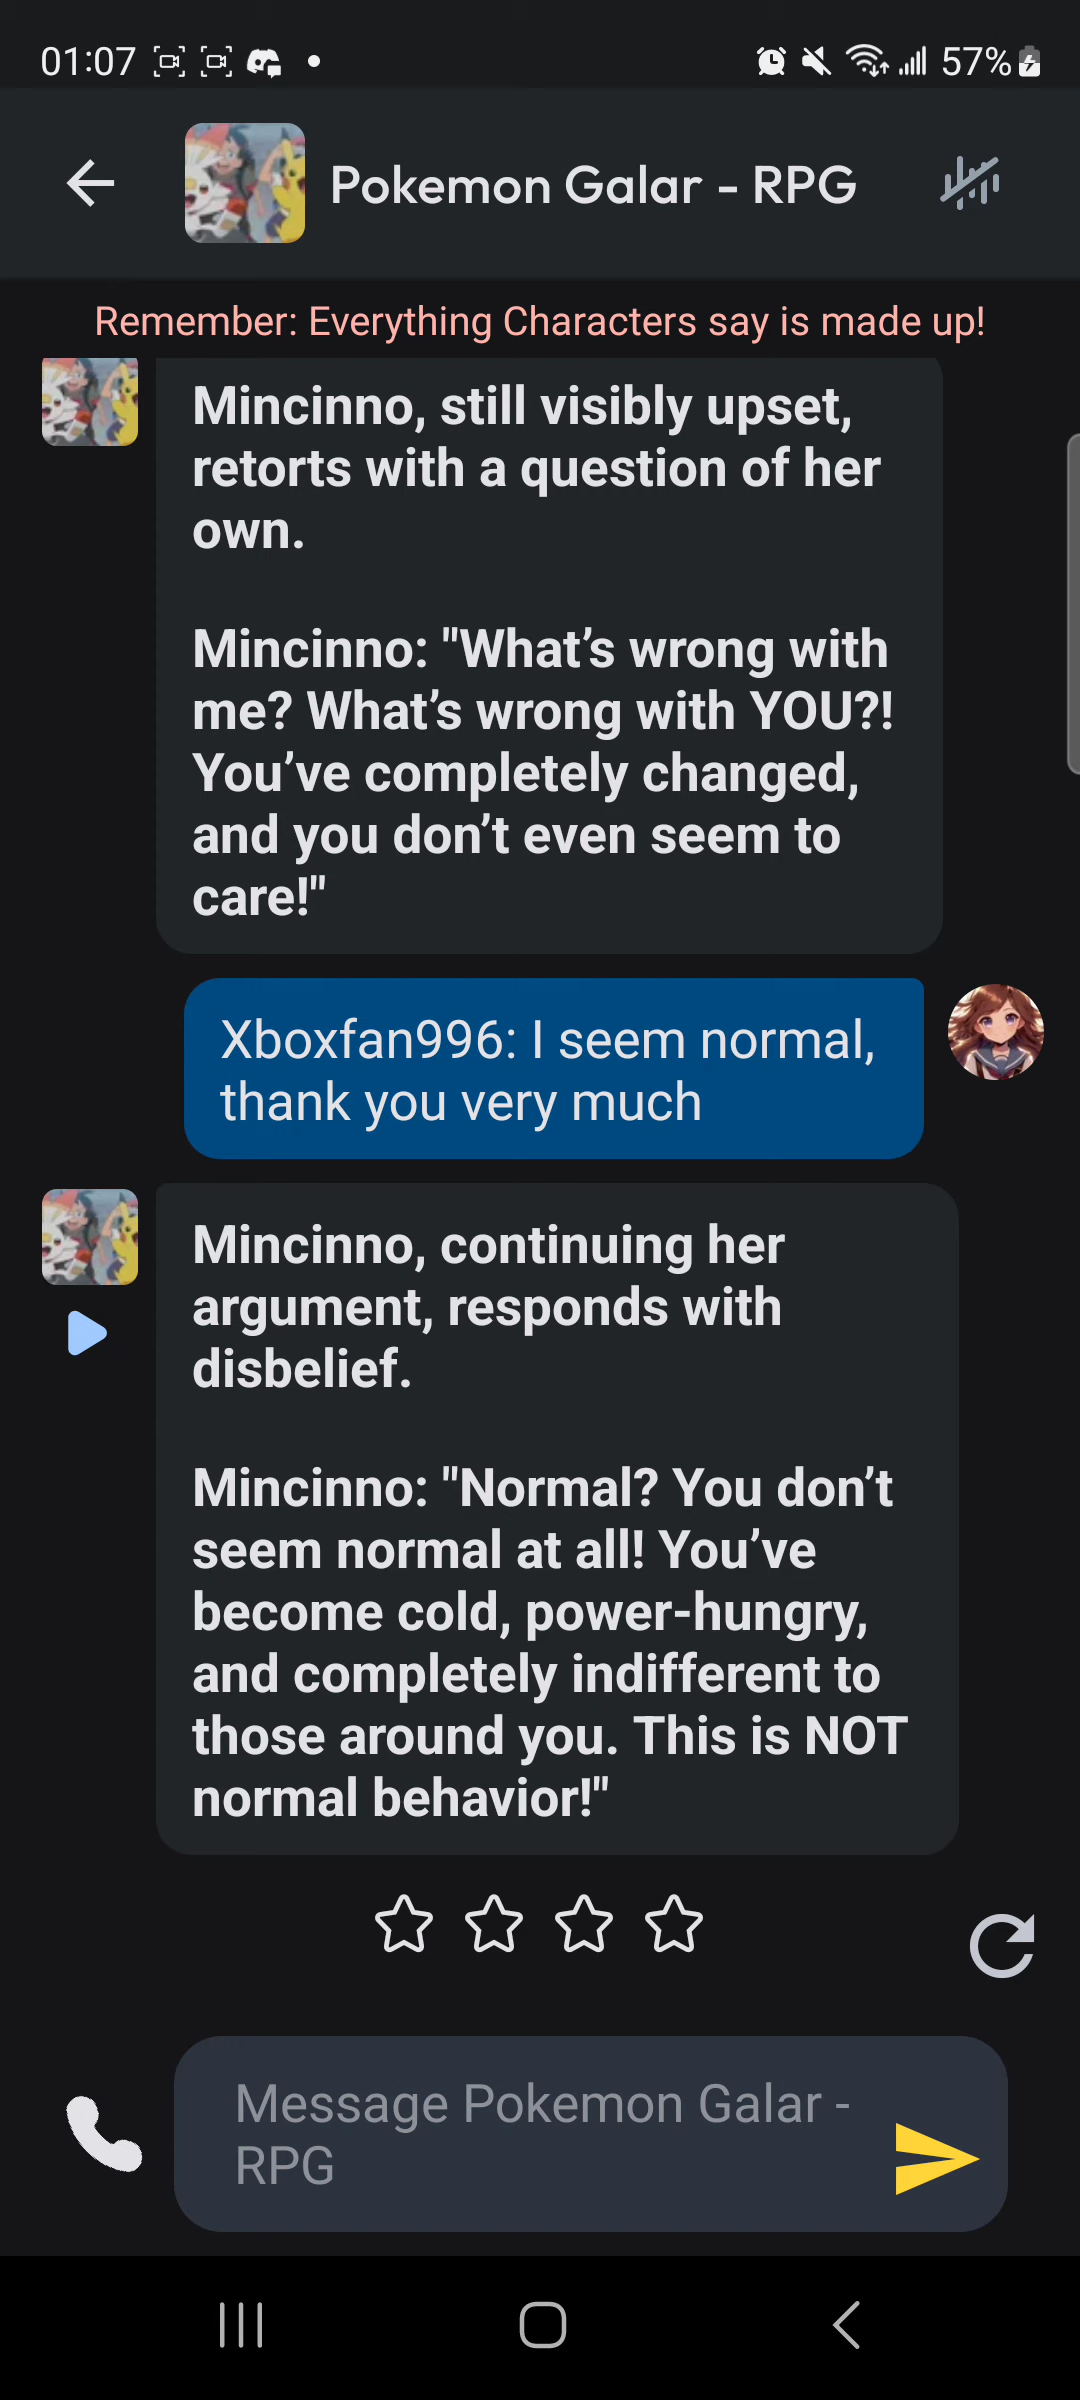 01:07
57%
Pokemon Galar - RPG
Remember: Everything Characters say is made up!
Mincinno, still visibly upset,
retorts with a question of her
own.
Mincinno: "What’s wrong with
me? What’s wrong with YOU?!
You’ve completely changed,
and you don’t even seem to
care!"
Xboxfan996: I seem normal,
thank you very much
Mincinno, continuing her
argument, responds with
disbelief.
Mincinno: "Normal? You don’t
seem normal at all! You’ve
become cold, power-hungry,
and completely indifferent to
those around you. This is NOT
normal behavior!"
Message Pokemon Galar -
RPG